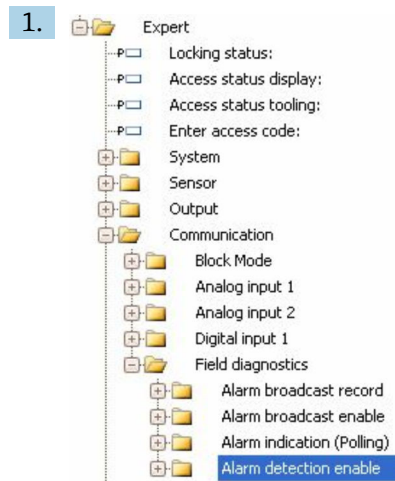 1.
Expert
Locking status:
Access status display:
Access status tooling:
Enter access code:
System
Sensor
Output
Communication
Block Mode
Analog input 1
Analog input 2
Digital input 1
Field diagnostics
Alarm broadcast record
Alarm broadcast enable
Alarm indication (Polling)
Alarm detection enable